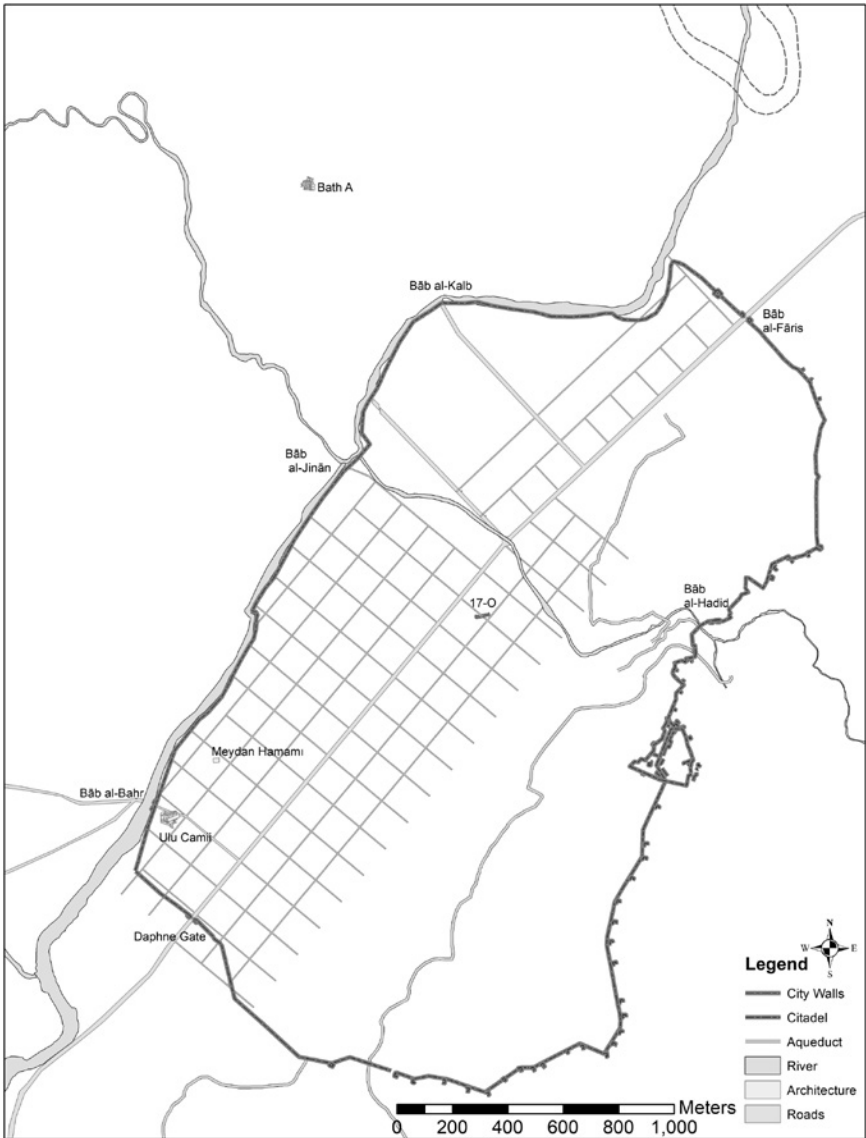 Bath A
Bāb al-Kalb
Bāb
al-Fāris
Bāb
al-Jinān
17-O
Bāb
al-Hadid
Meydan Hamamı
Bāb al-Bahr
Ulu Camii
Daphne Gate
N
W E
S
Legend
City Walls
Citadel
Aqueduct
River
Architecture
Roads
Meters
0 200 400 600 800 1,000